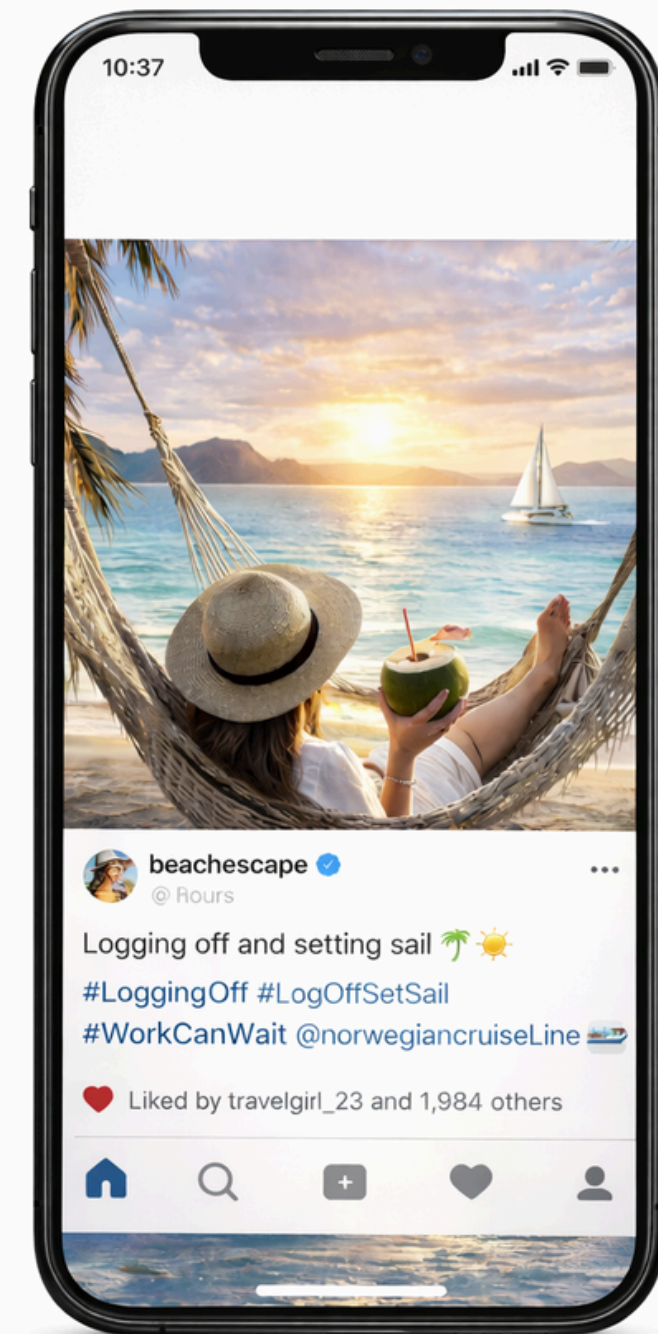 10:37
beachescape
@ Rours
Logging off and setting sail 🌴☀️
#LoggingOff #LogOffSetSail
#WorkCanWait @norwegiancruiseLine 🚢
Liked by travelgirl_23 and 1,984 others